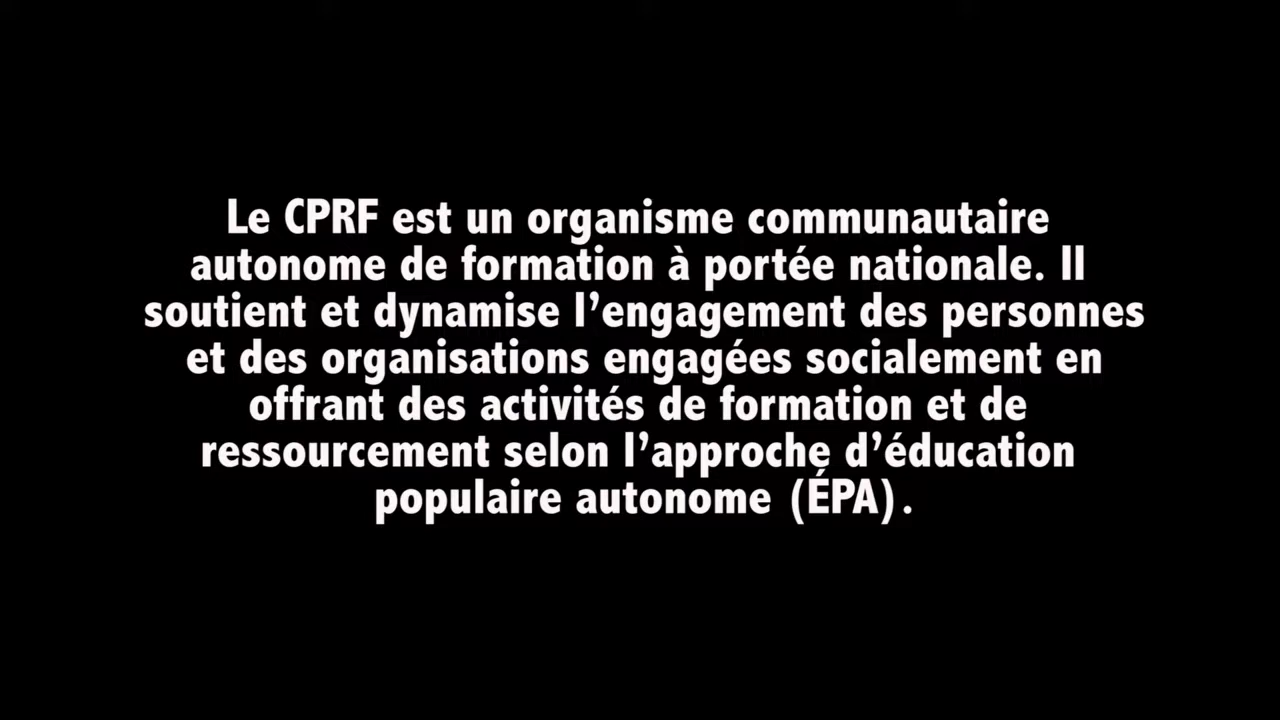 Le CPRF est un organisme communautaire
autonome de formation à portée nationale. Il
soutient et dynamise l’engagement des personnes
et des organisations engagées socialement en
offrant des activités de formation et de
ressourcement selon l’approche d’éducation
populaire autonome (ÉPA).